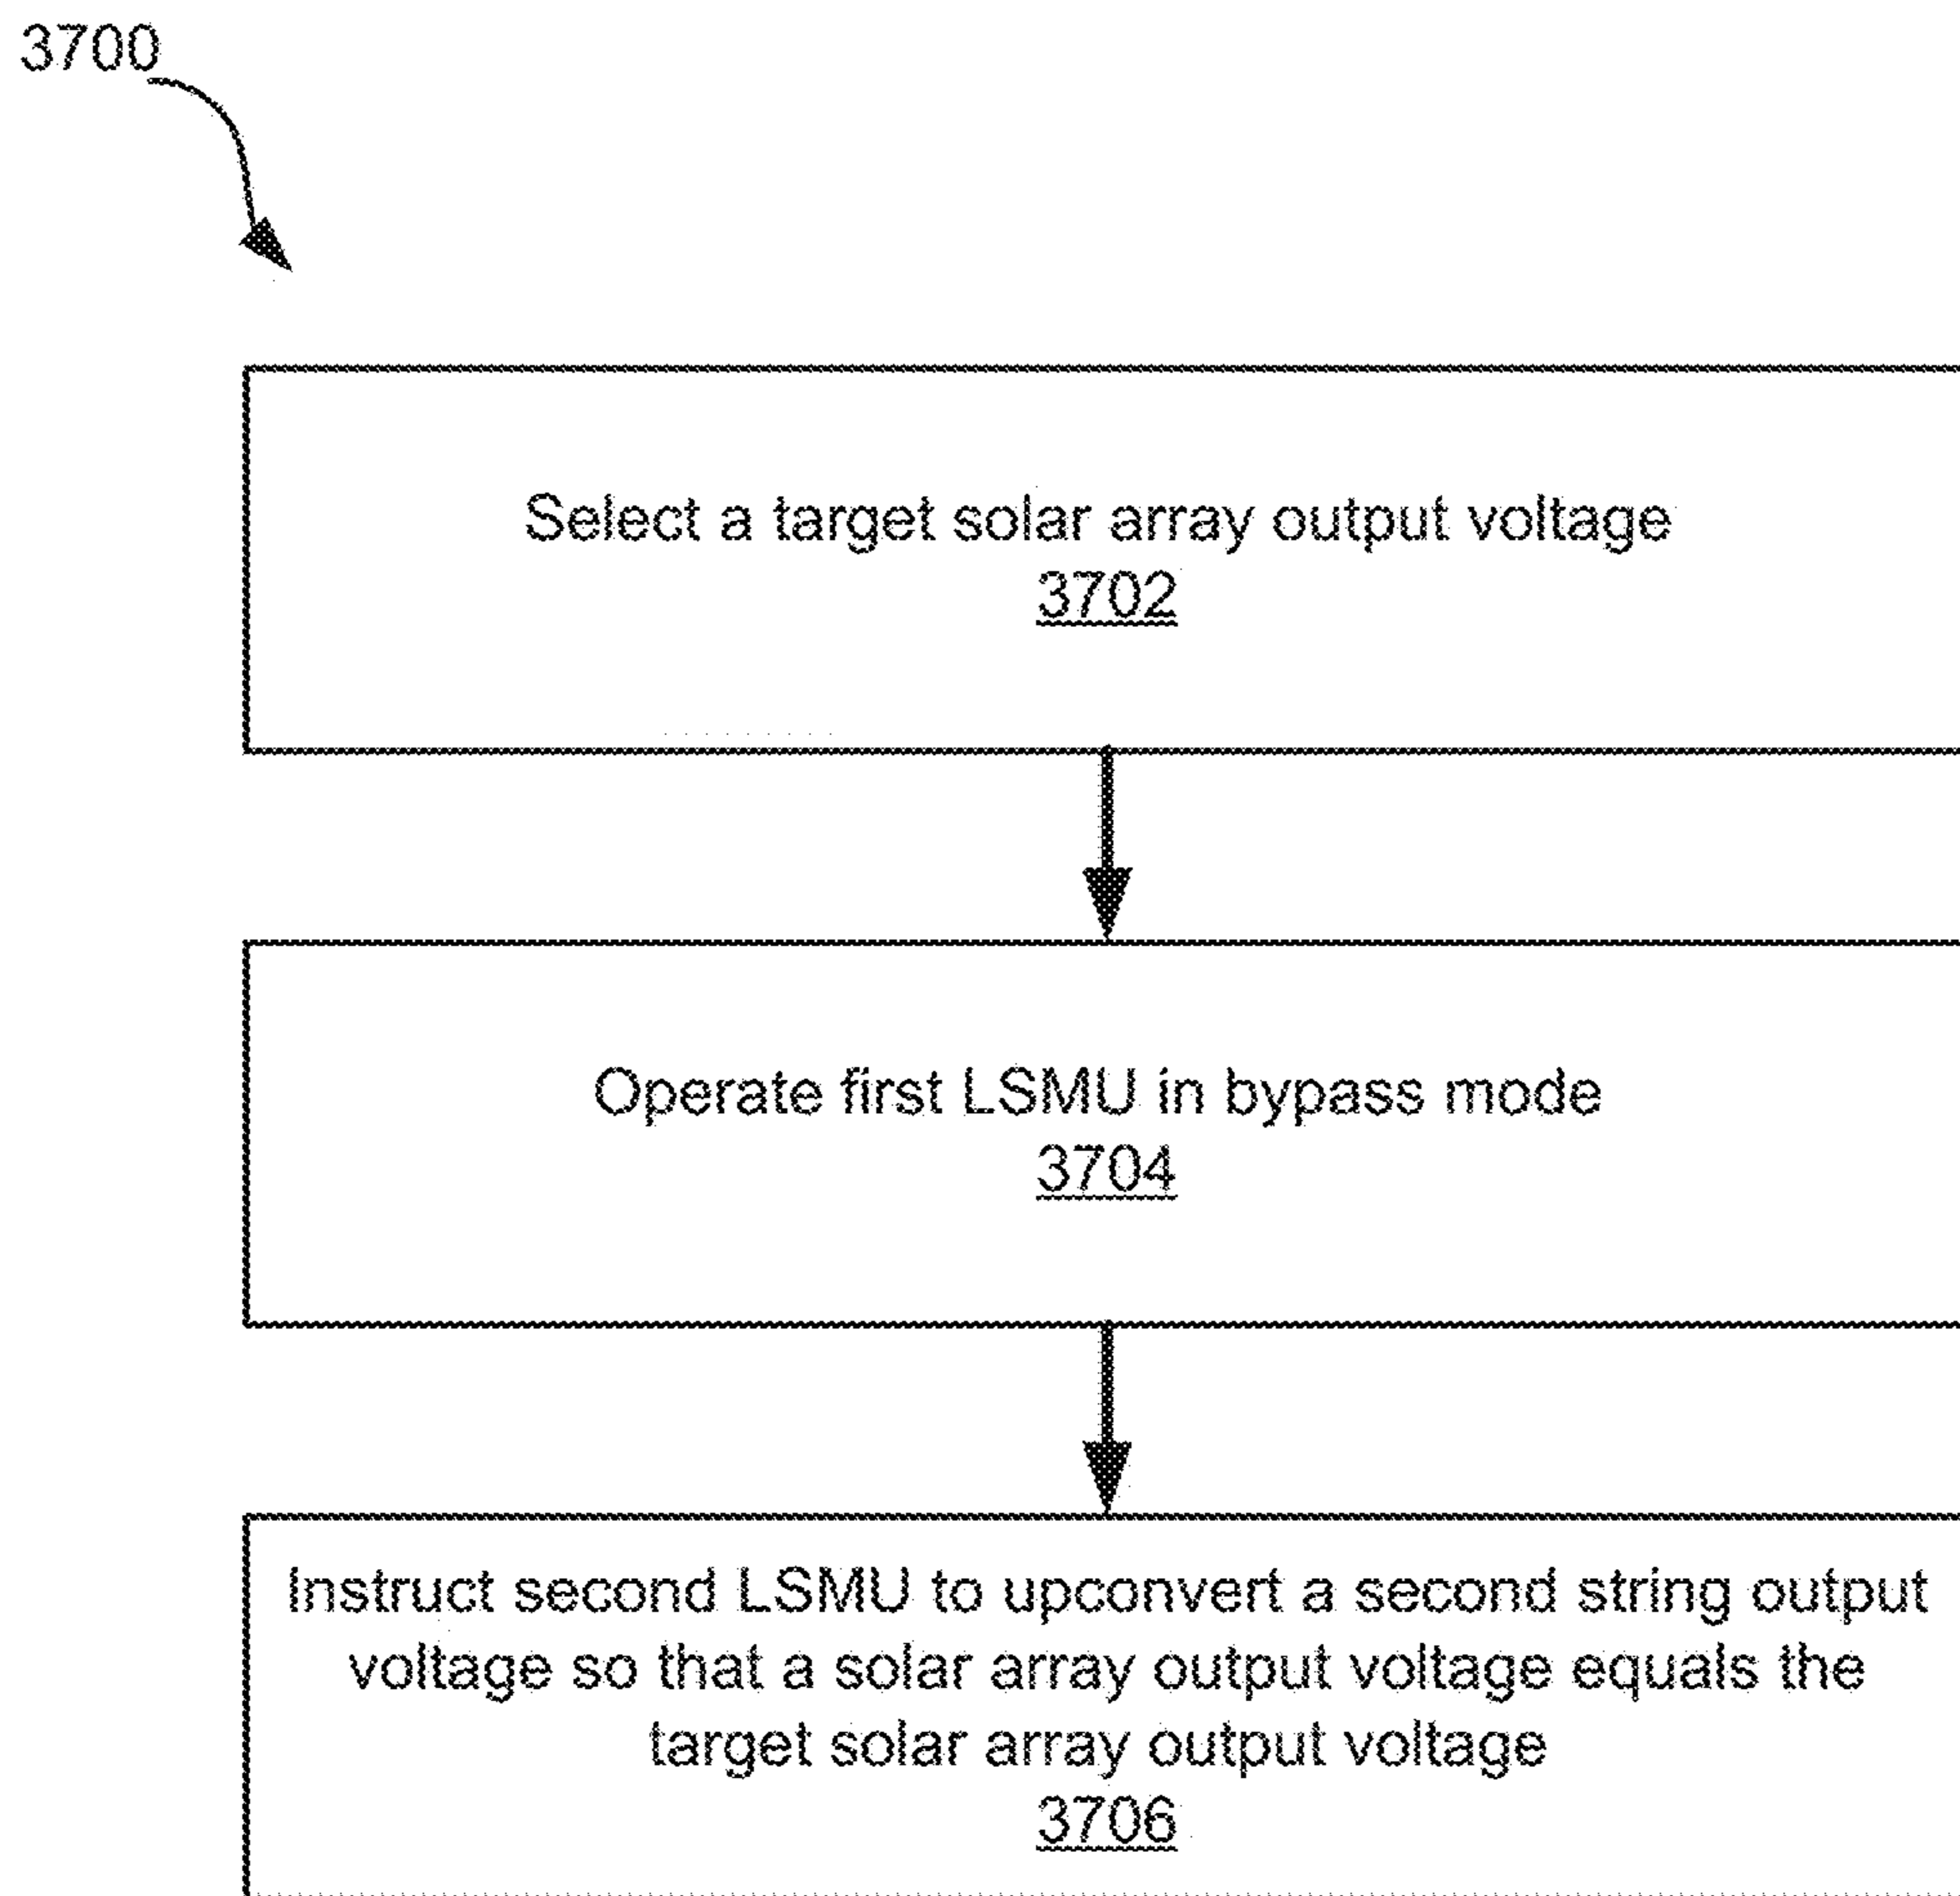 3700
Select a target solar array output voltage
3702
Operate first LSMU in bypass mode
3704
Instruct second LSMU to upconvert a second string output
voltage so that a solar array output voltage equals the
target solar array output voltage
3706